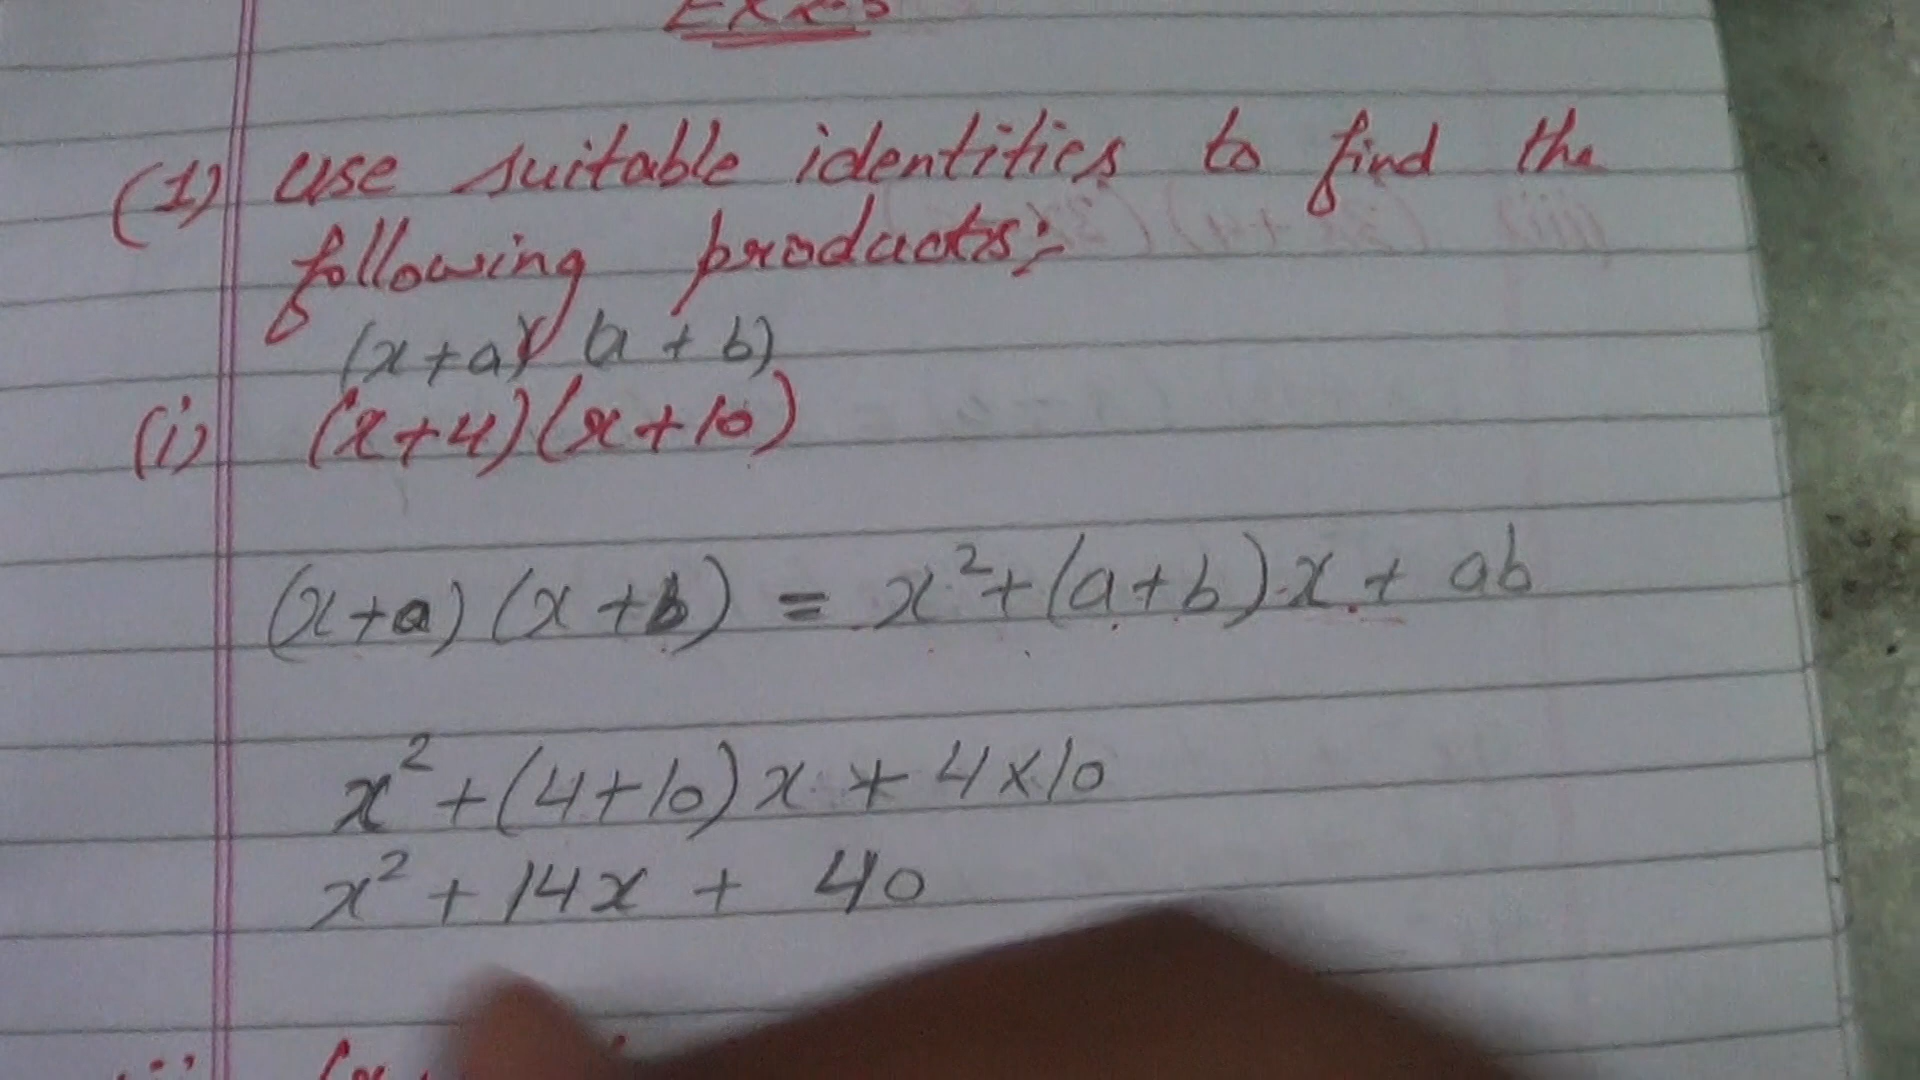 (1) use suitable identities to find the
following products:-
(x+a)(a+b)
(i) (x+4)(x+10)
(x+a) (x+b) = x²+(a+b).x+ ab
x²+(4+10)x + 4×10
x² + 14x + 40